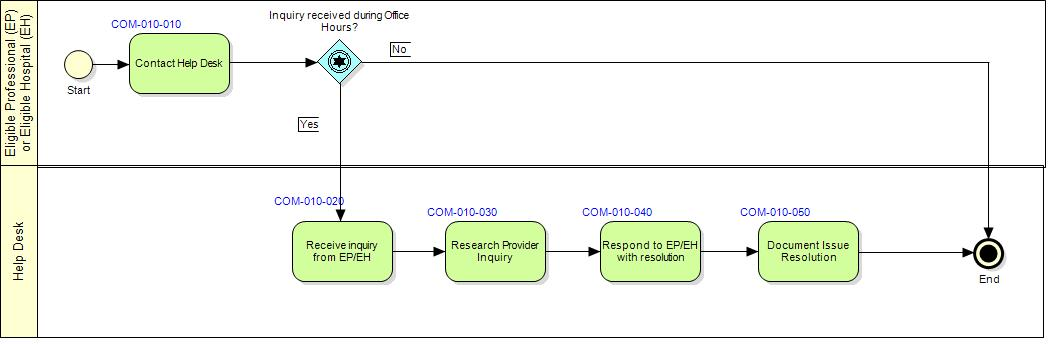 Eligible Professional (EP)
or Eligible Hospital (EH)
COM-010-010
Contact Help Desk
Start
Inquiry received during Office
Hours?
No
Yes
Help Desk
COM-010-020
Receive inquiry
from EP/EH
COM-010-030
Research Provider
Inquiry
COM-010-040
Respond to EP/EH
with resolution
COM-010-050
Document Issue
Resolution
End